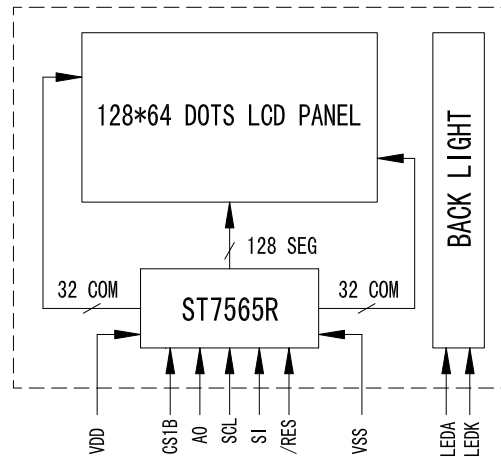 128*64 DOTS LCD PANEL
BACK LIGHT
128 SEG
32 COM
32 COM
ST7565R
VDD
CS1B
A0
SCL
SI
/RES
VSS
LEDA
LEDK